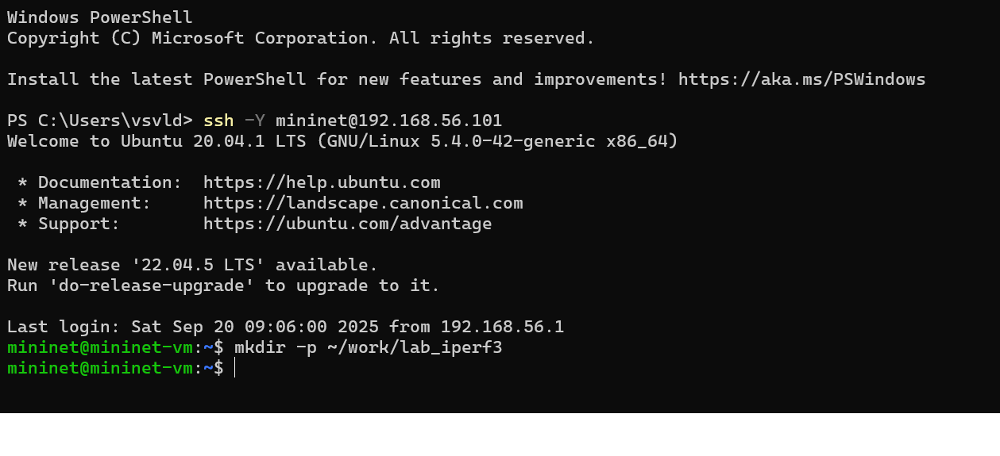 Windows PowerShell
Copyright (C) Microsoft Corporation. All rights reserved.
Install the latest PowerShell for new features and improvements! https://aka.ms/PSWindows
PS C:\Users\vsvld> ssh -Y mininet@192.168.56.101
Welcome to Ubuntu 20.04.1 LTS (GNU/Linux 5.4.0-42-generic x86_64)
 * Documentation:  https://help.ubuntu.com
 * Management:     https://landscape.canonical.com
 * Support:        https://ubuntu.com/advantage
New release '22.04.5 LTS' available.
Run 'do-release-upgrade' to upgrade to it.
Last login: Sat Sep 20 09:06:00 2025 from 192.168.56.1
mininet@mininet-vm:~$ mkdir -p ~/work/lab_iperf3
mininet@mininet-vm:~$